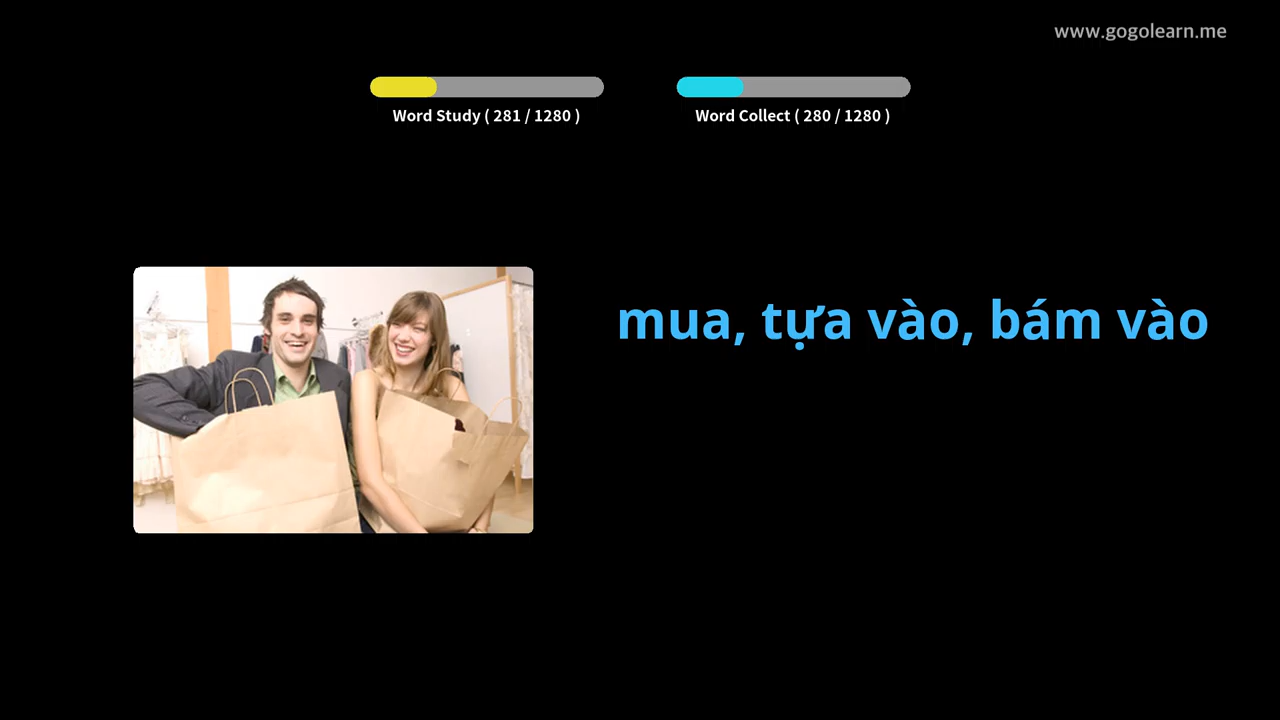 www.gogolearn.me
Word Study ( 281 / 1280 )
Word Collect ( 280 / 1280 )
mua, tựa vào, bám vào